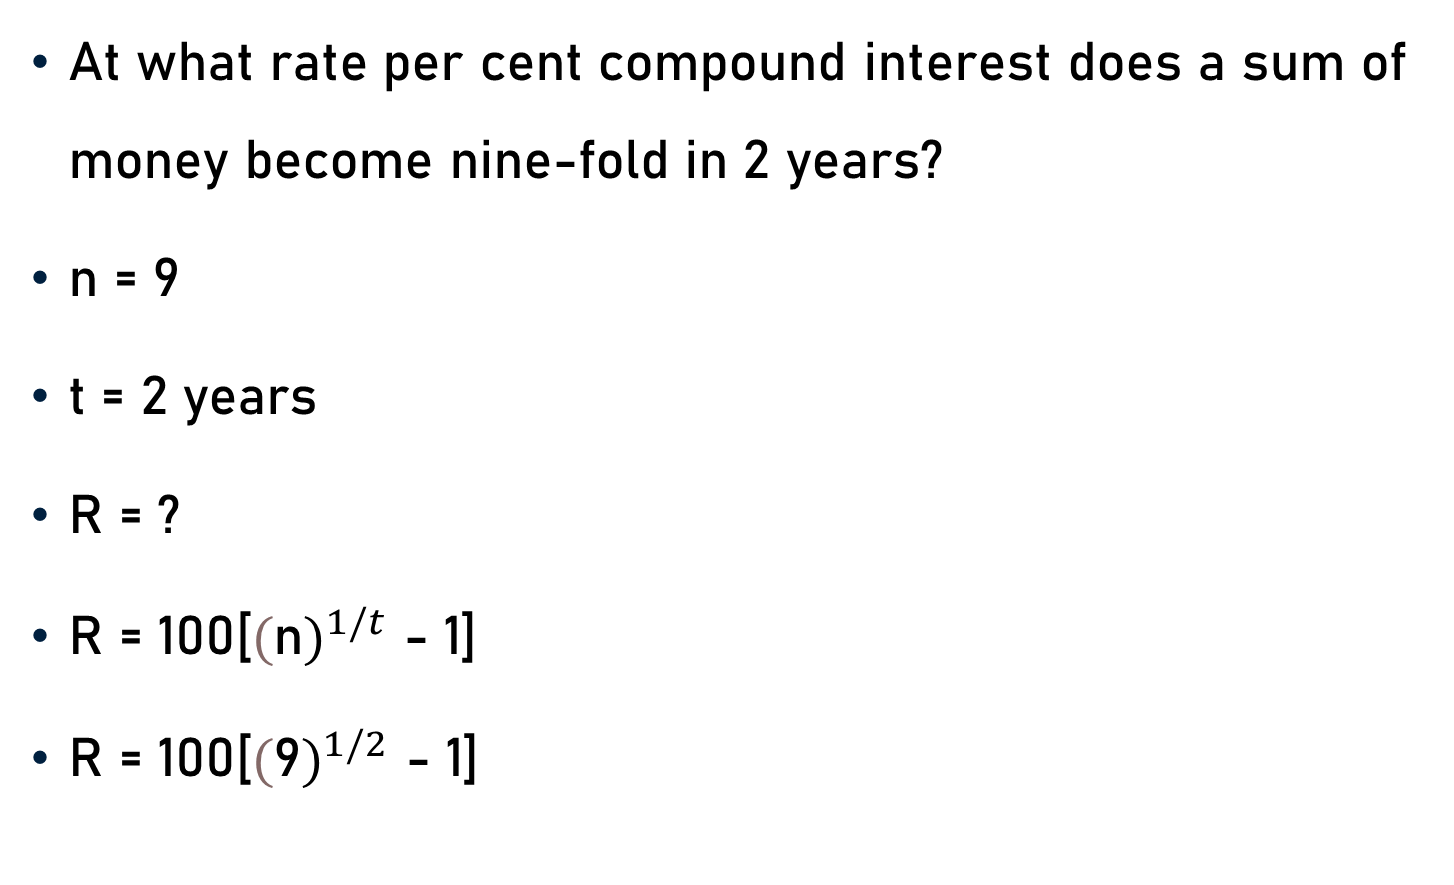 • At what rate per cent compound interest does a sum of
money become nine-fold in 2 years?
• n = 9
• t = 2 years
• R = ?
• R = 100[(n)^{1/t} - 1]
• R = 100[(9)^{1/2} - 1]